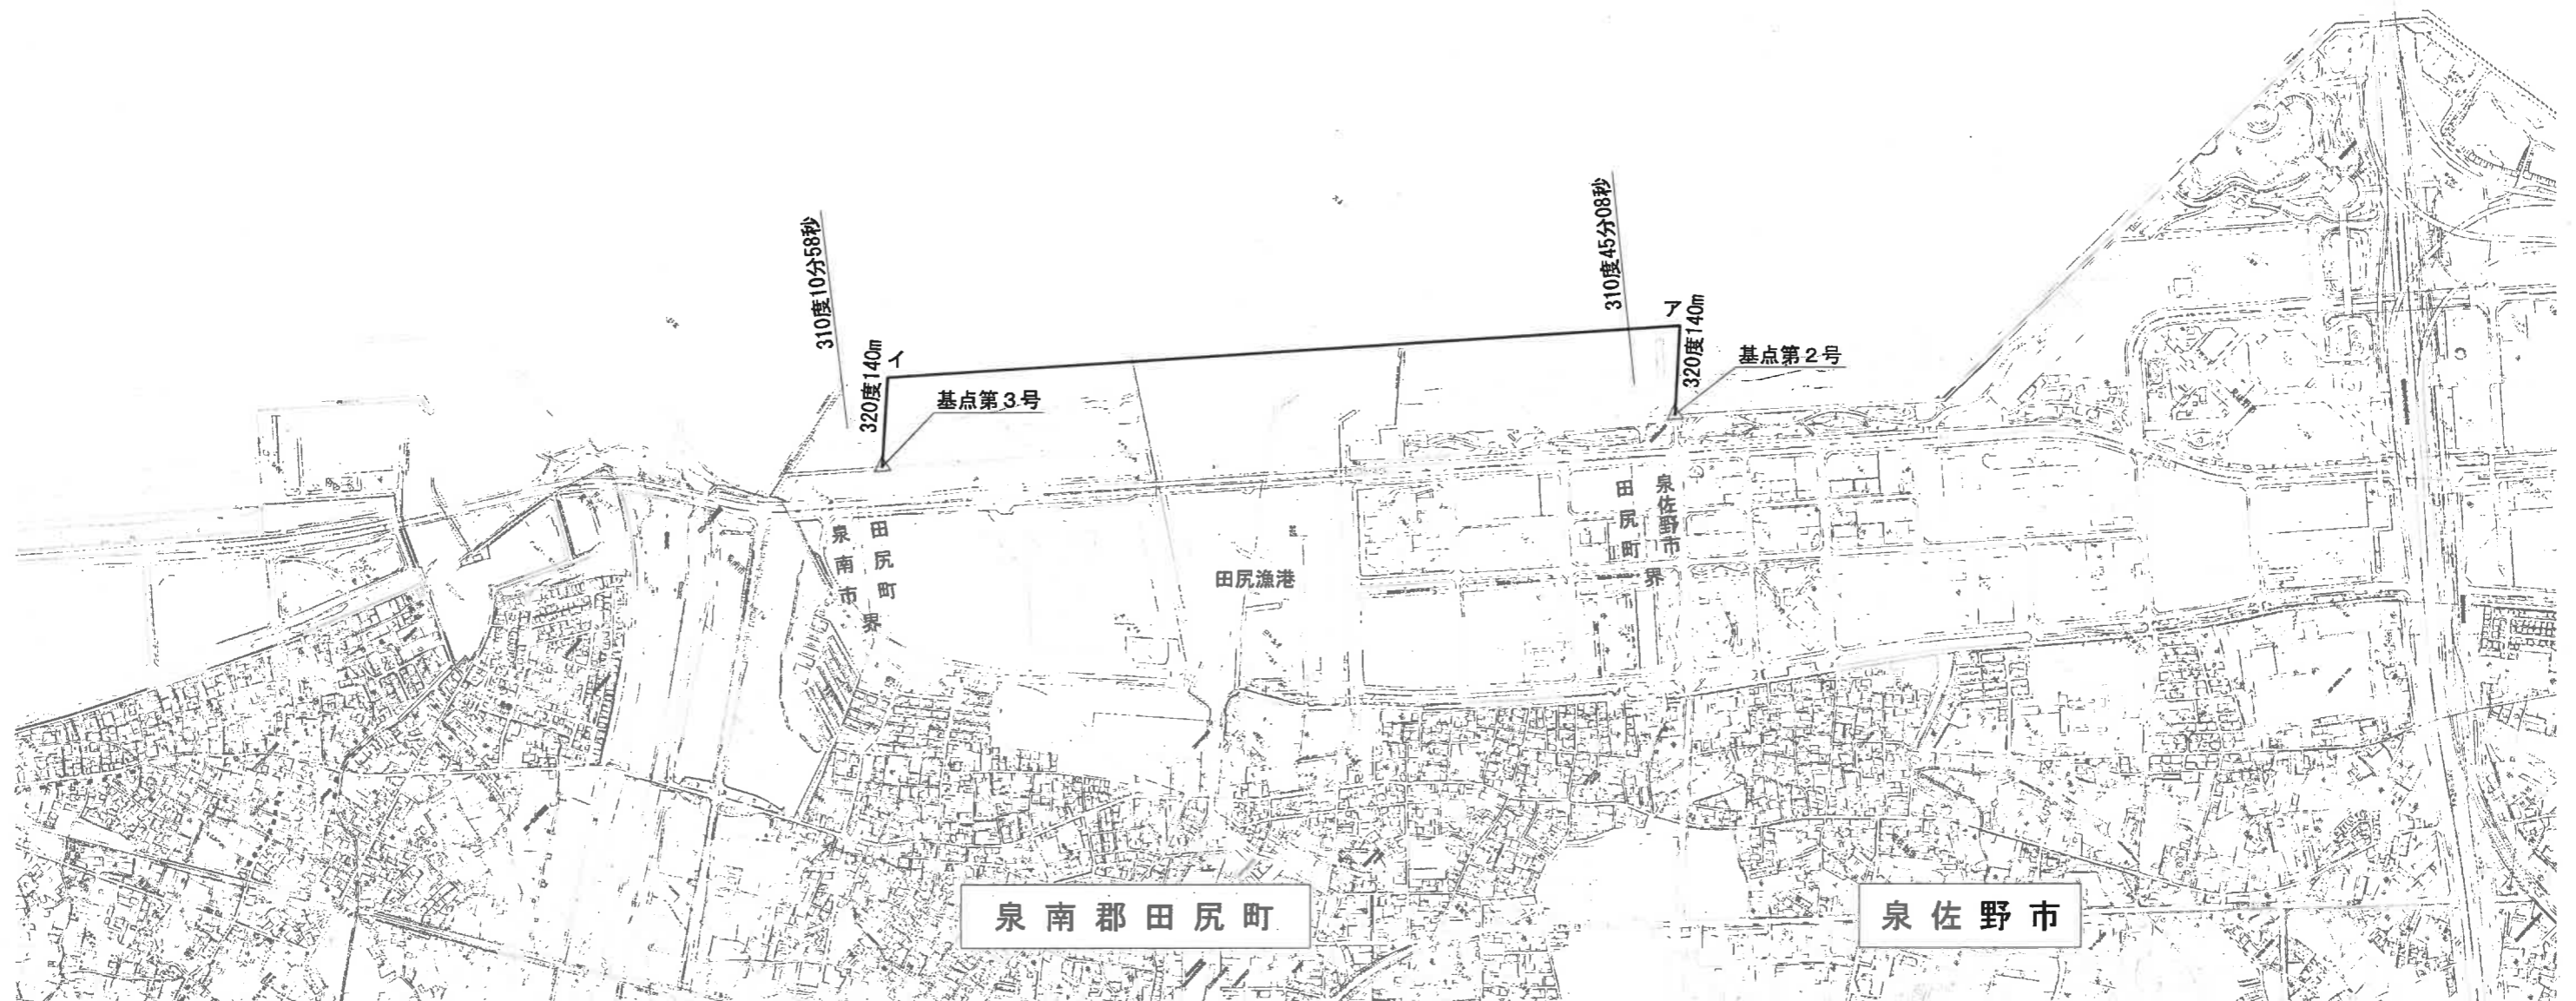 310度10分58秒
320度140m
イ
基点第3号
310度45分08秒
ア
320度140m
基点第2号
泉南市
田尻町
界
田尻漁港
田尻町
泉佐野市
界
泉南郡田尻町
泉佐野市